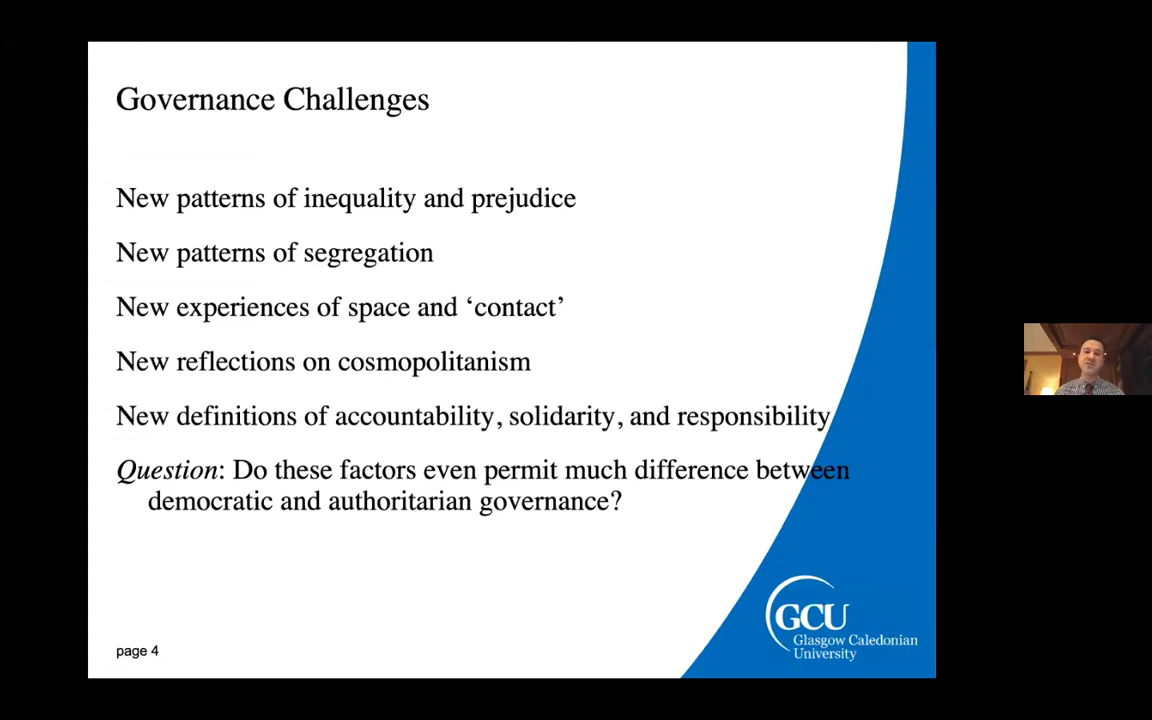 Governance Challenges
New patterns of inequality and prejudice
New patterns of segregation
New experiences of space and ‘contact’
New reflections on cosmopolitanism
New definitions of accountability, solidarity, and responsibility
Question: Do these factors even permit much difference between
democratic and authoritarian governance?
GCU
Glasgow Caledonian
University
page 4